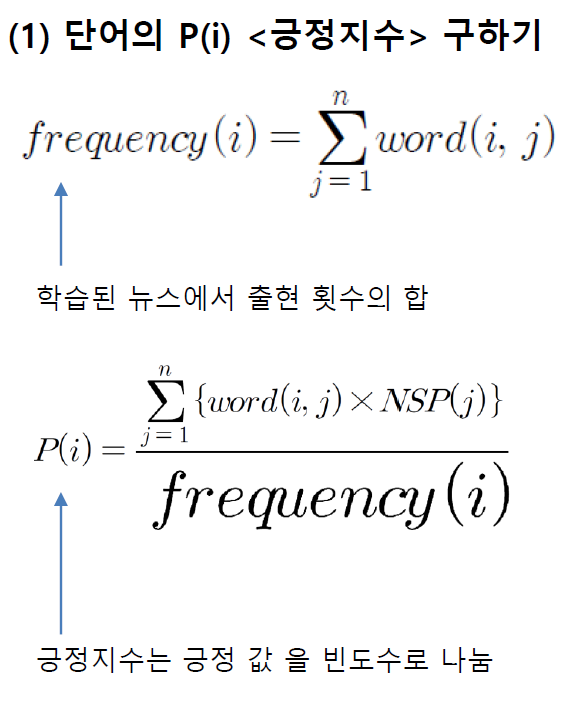 (1) 단어의 P(i) <긍정지수> 구하기
n
frequency(i) = ∑ word(i, j)
j = 1
학습된 뉴스에서 출현 횟수의 합
n
∑ {word(i, j) × NSP(j)}
j = 1
P(i) =
frequency(i)
긍정지수는 긍정 값 을 빈도수로 나눔